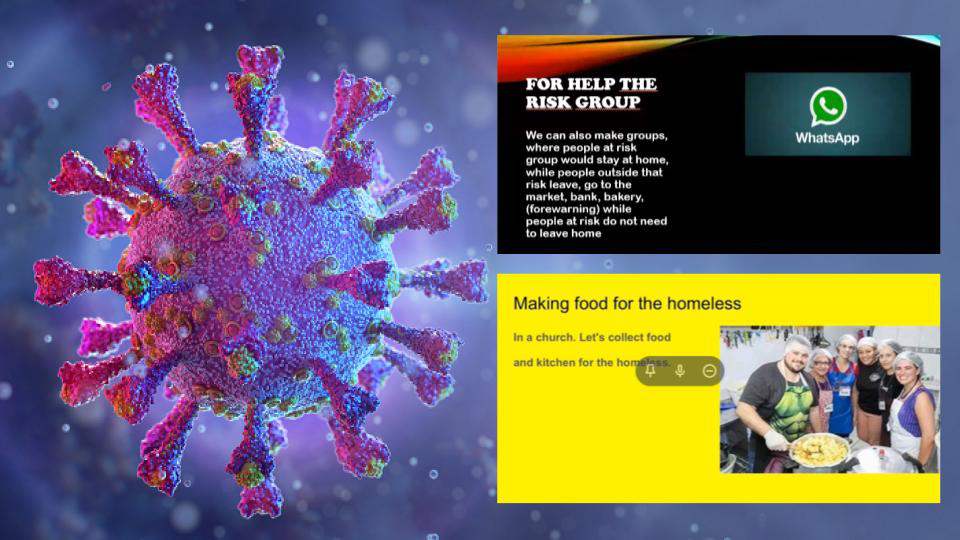 FOR HELP THE
RISK GROUP
We can also make groups,
where people at risk
group would stay at home,
while people outside that
risk leave, go to the
market, bank, bakery,
(forewarning) while
people at risk do not need
to leave home
WhatsApp
Making food for the homeless
In a church. Let's collect food
and kitchen for the homeless.